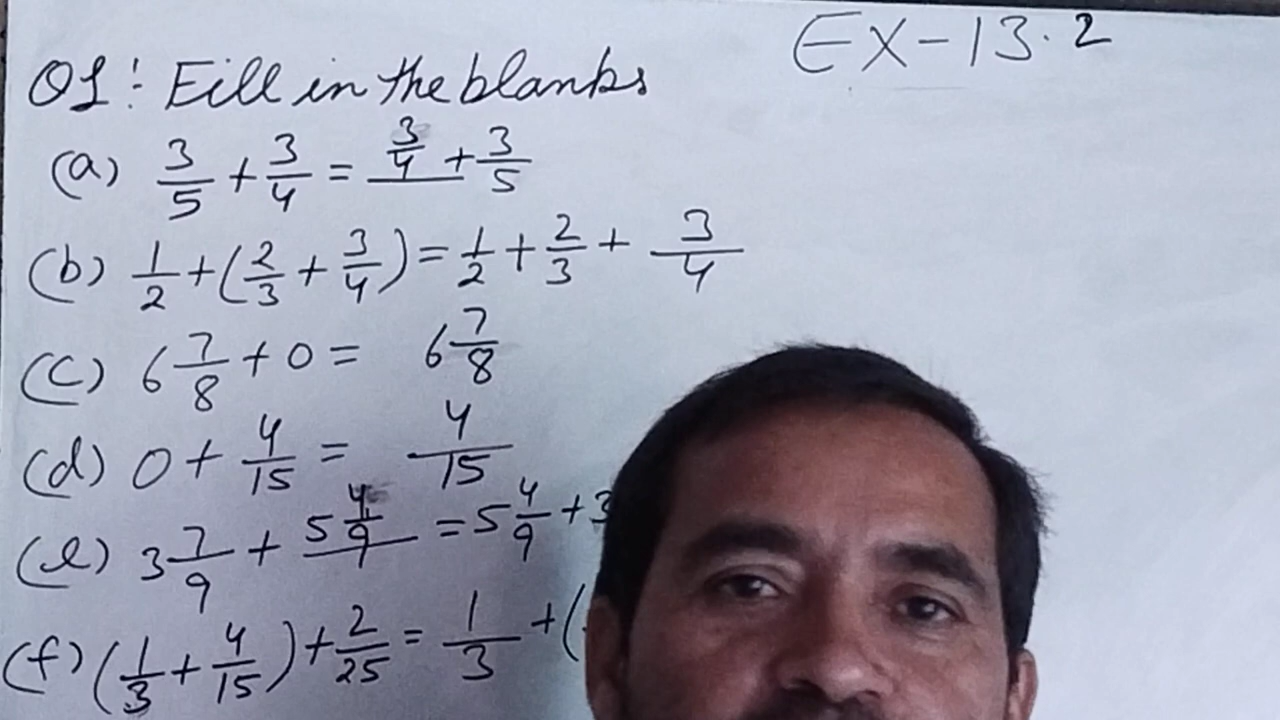 EX-13.2
Q1: Fill in the blanks
(a) 3/5 + 3/4 = 3/4 + 3/5
(b) 1/2 + (2/3 + 3/4) = 1/2 + 2/3 + 3/4
(c) 6 7/8 + 0 = 6 7/8
(d) 0 + 4/15 = 4/15
(e) 3 7/9 + 5 4/9 = 5 4/9 + 3
(f) (1/3 + 4/15) + 2/25 = 1/3 + (